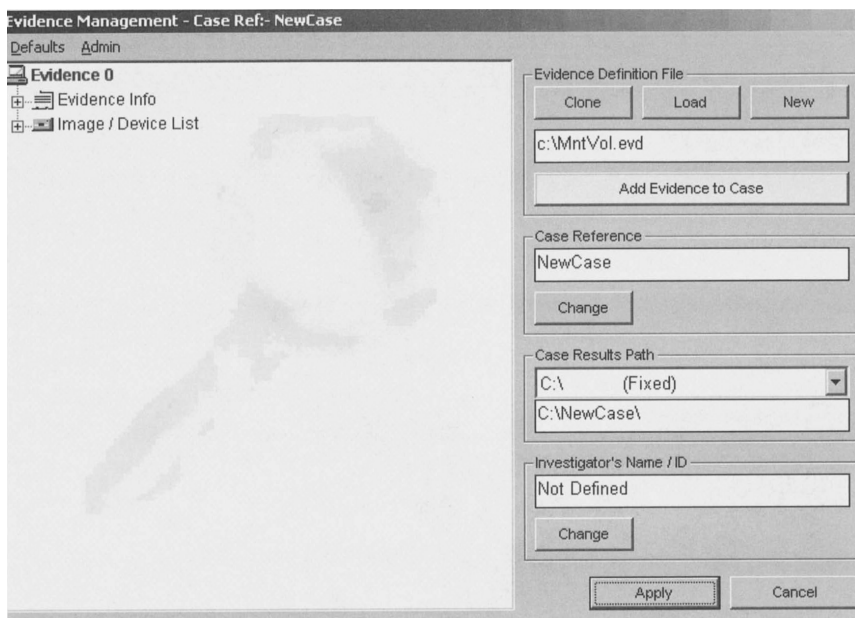 Evidence Management - Case Ref:- NewCase
Defaults Admin
Evidence 0
Evidence Info
Image / Device List
Evidence Definition File
Clone Load New
c:\MntVol.evd
Add Evidence to Case
Case Reference
NewCase
Change
Case Results Path
C:\ (Fixed)
C:\NewCase\
Investigator's Name / ID
Not Defined
Change
Apply Cancel